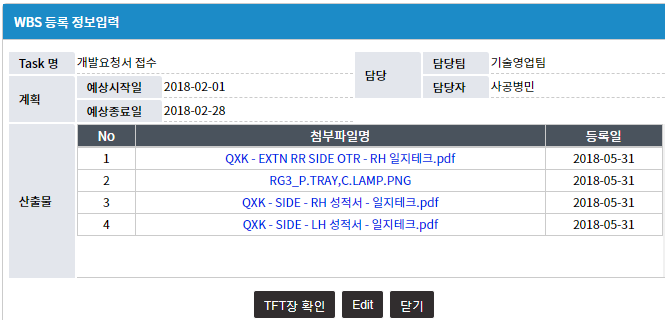 WBS 등록 정보입력
Task 명 개발요청서 접수 담당 담당팀 기술영업팀
담당자 사공병민
계획 예상시작일 2018-02-01
예상종료일 2018-02-28
산출물
No 첨부파일명 등록일
1 QXK - EXTN RR SIDE OTR - RH 일지테크.pdf 2018-05-31
2 RG3_P.TRAY,C.LAMP.PNG 2018-05-31
3 QXK - SIDE - RH 성적서 - 일지테크.pdf 2018-05-31
4 QXK - SIDE - LH 성적서 - 일지테크.pdf 2018-05-31
TFT장 확인 Edit 닫기